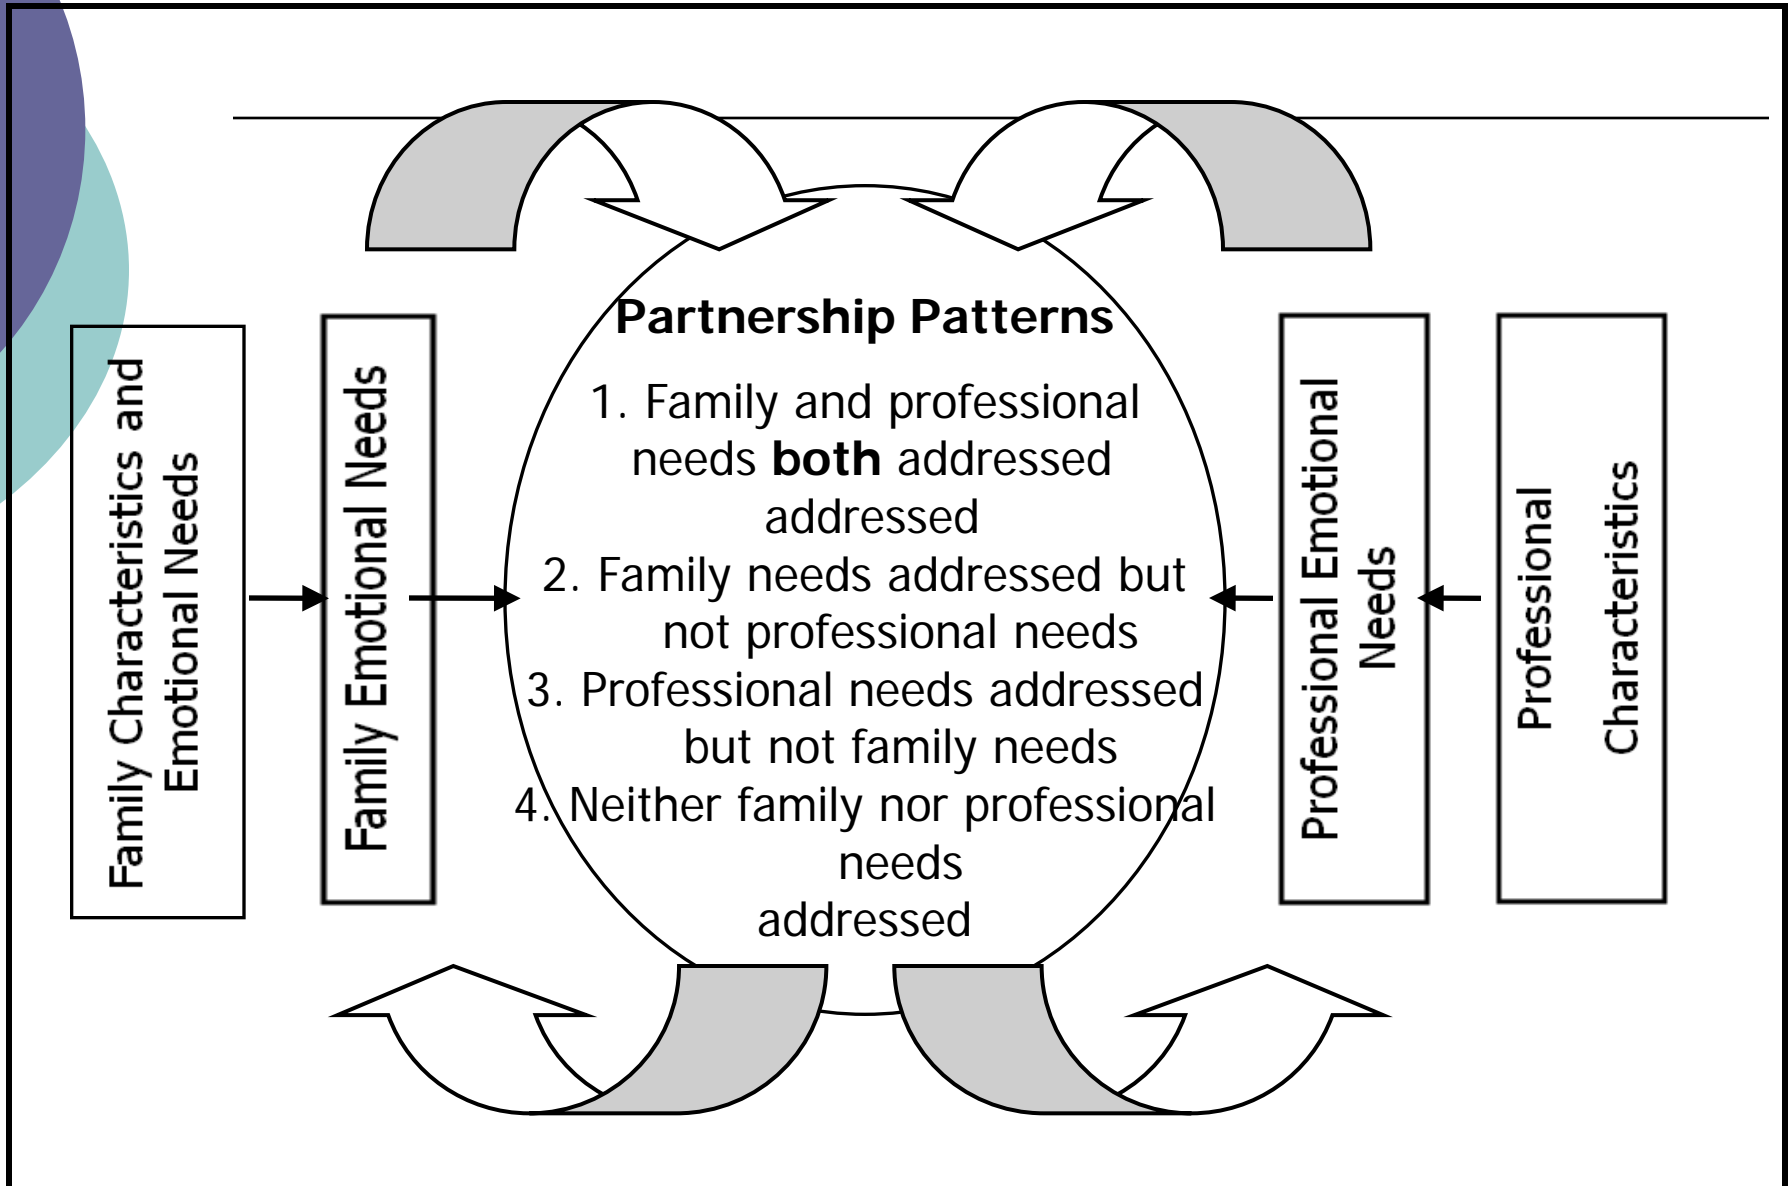 Family Characteristics and
Emotional Needs
Family Emotional Needs
Partnership Patterns
1. Family and professional
needs both addressed
addressed
2. Family needs addressed but
not professional needs
3. Professional needs addressed
but not family needs
4. Neither family nor professional
needs
addressed
Professional Emotional
Needs
Professional
Characteristics